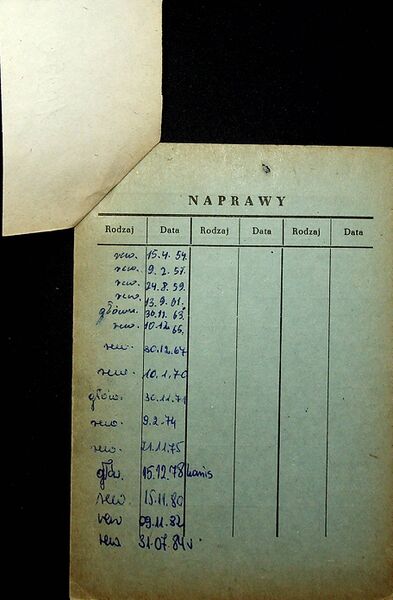 NAPRAWY
Rodzaj Data Rodzaj Data Rodzaj Data
rew. 15.4.54.
rew. 9.2.57.
rew. 24.8.59.
rew. 13.9.61.
główn. 30.11.63.
rew. 10.12.65.
rew. 30.12.67
rew. 10.1.70
główn. 30.11.71
rew. 9.2.74
rew. 21.11.75
głów. 15.12.78
rew. 15.11.80
rew 09.11.82
rew 31.07.84